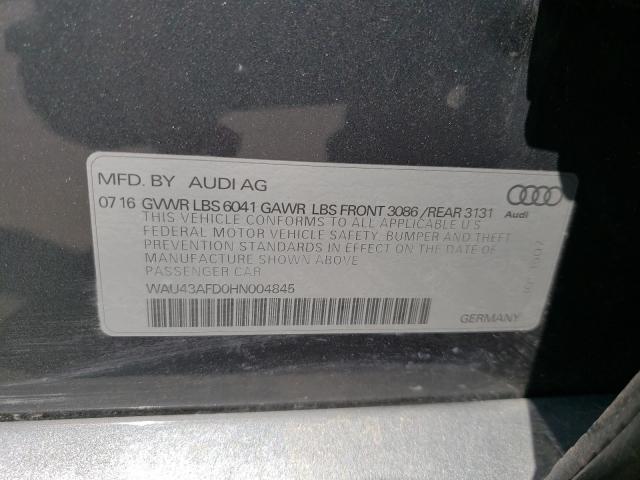 MFD. BY AUDI AG
07 16 GVWR LBS 6041 GAWR LBS FRONT 3086 /REAR 3131
Audi
THIS VEHICLE CONFORMS TO ALL APPLICABLE U S
FEDERAL MOTOR VEHICLE SAFETY. BUMPER AND THEFT
PREVENTION STANDARDS IN EFFECT ON THE DATE OF
MANUFACTURE SHOWN ABOVE
PASSENGER CAR
WAU43AFD0HN004845
GERMANY